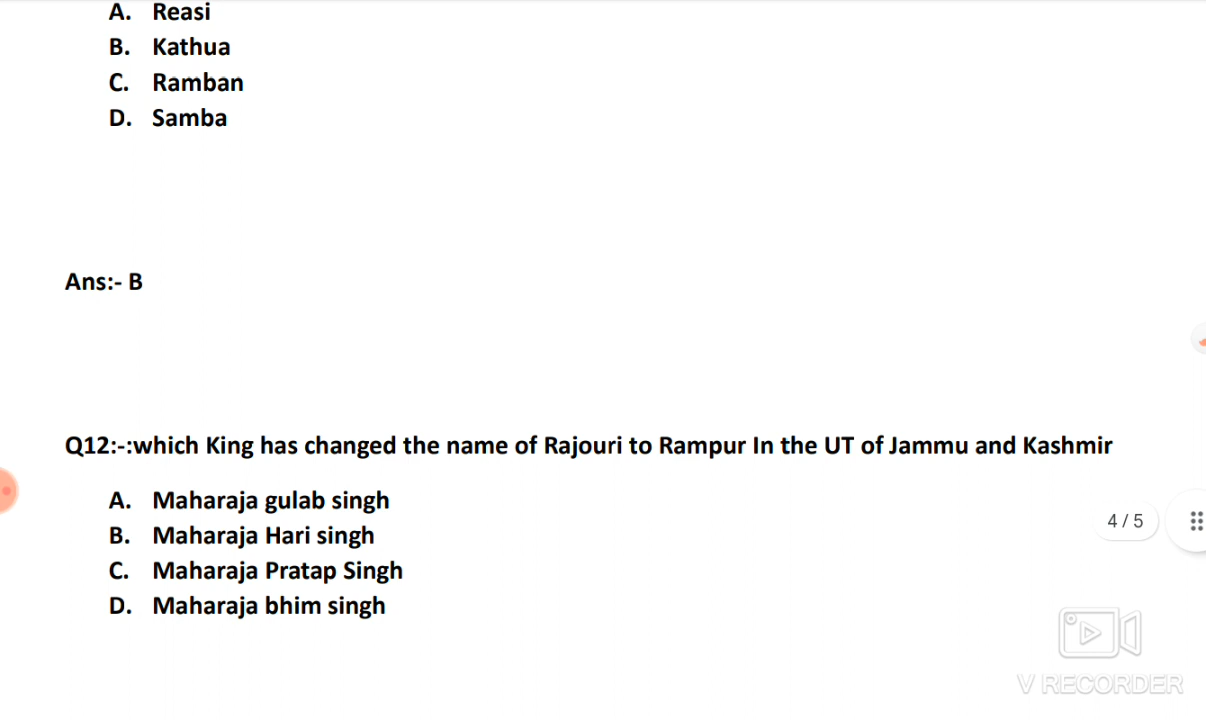 A. Reasi
B. Kathua
C. Ramban
D. Samba
Ans:- B
Q12:-:which King has changed the name of Rajouri to Rampur In the UT of Jammu and Kashmir
A. Maharaja gulab singh
B. Maharaja Hari singh
C. Maharaja Pratap Singh
D. Maharaja bhim singh
4 / 5
V RECORDER